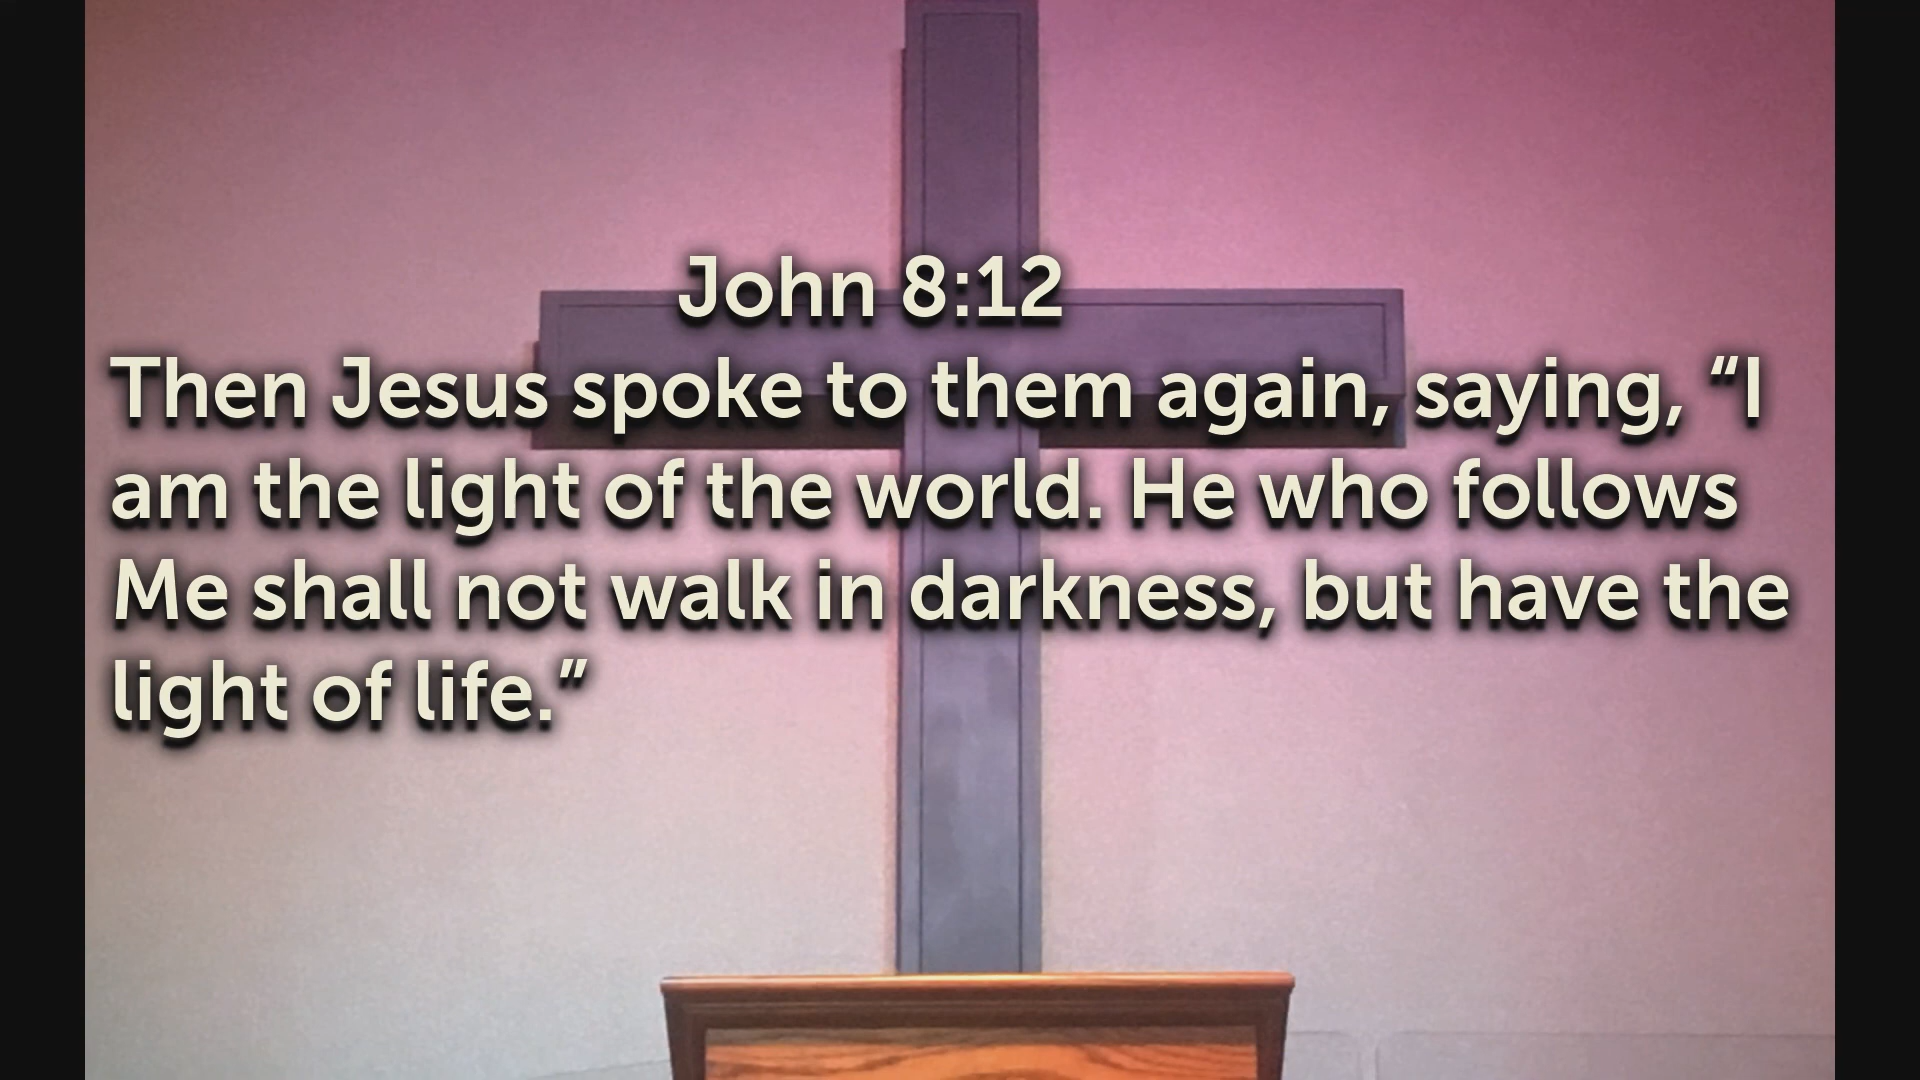 John 8:12
Then Jesus spoke to them again, saying, “I
am the light of the world. He who follows
Me shall not walk in darkness, but have the
light of life.”